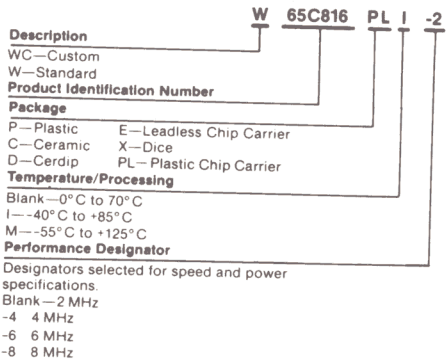 W 65C816 PL I -2
Description
WC—Custom
W—Standard
Product Identification Number
Package
P—Plastic E—Leadless Chip Carrier
C—Ceramic X—Dice
D—Cerdip PL—Plastic Chip Carrier
Temperature/Processing
Blank—0°C to 70°C
I—-40°C to +85°C
M—-55°C to +125°C
Performance Designator
Designators selected for speed and power
specifications.
Blank—2 MHz
-4 4 MHz
-6 6 MHz
-8 8 MHz